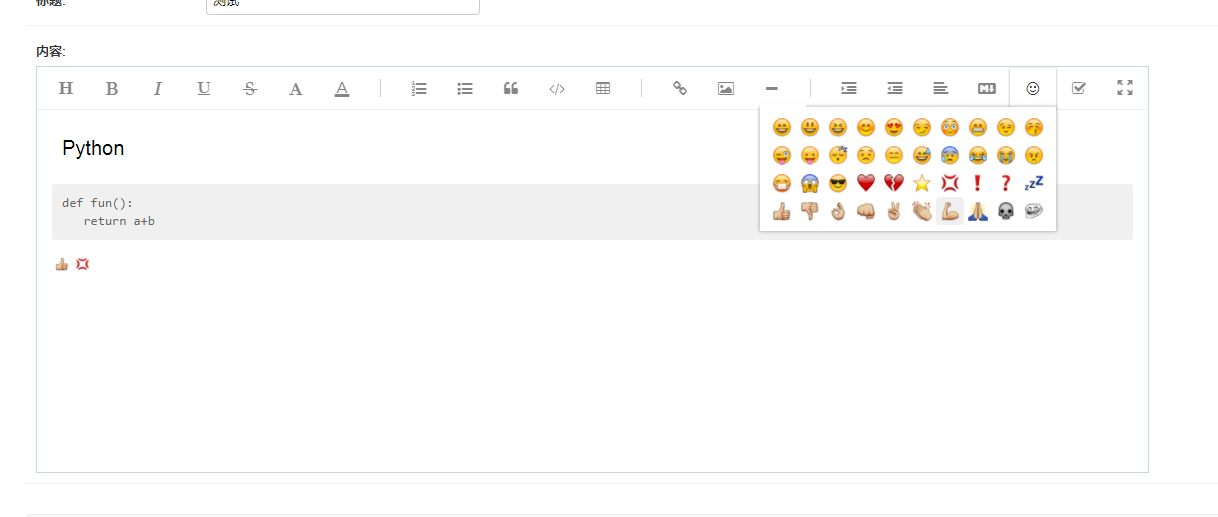 标题:
测试
内容:
H B I U S A A
Python
def fun():
   return a+b